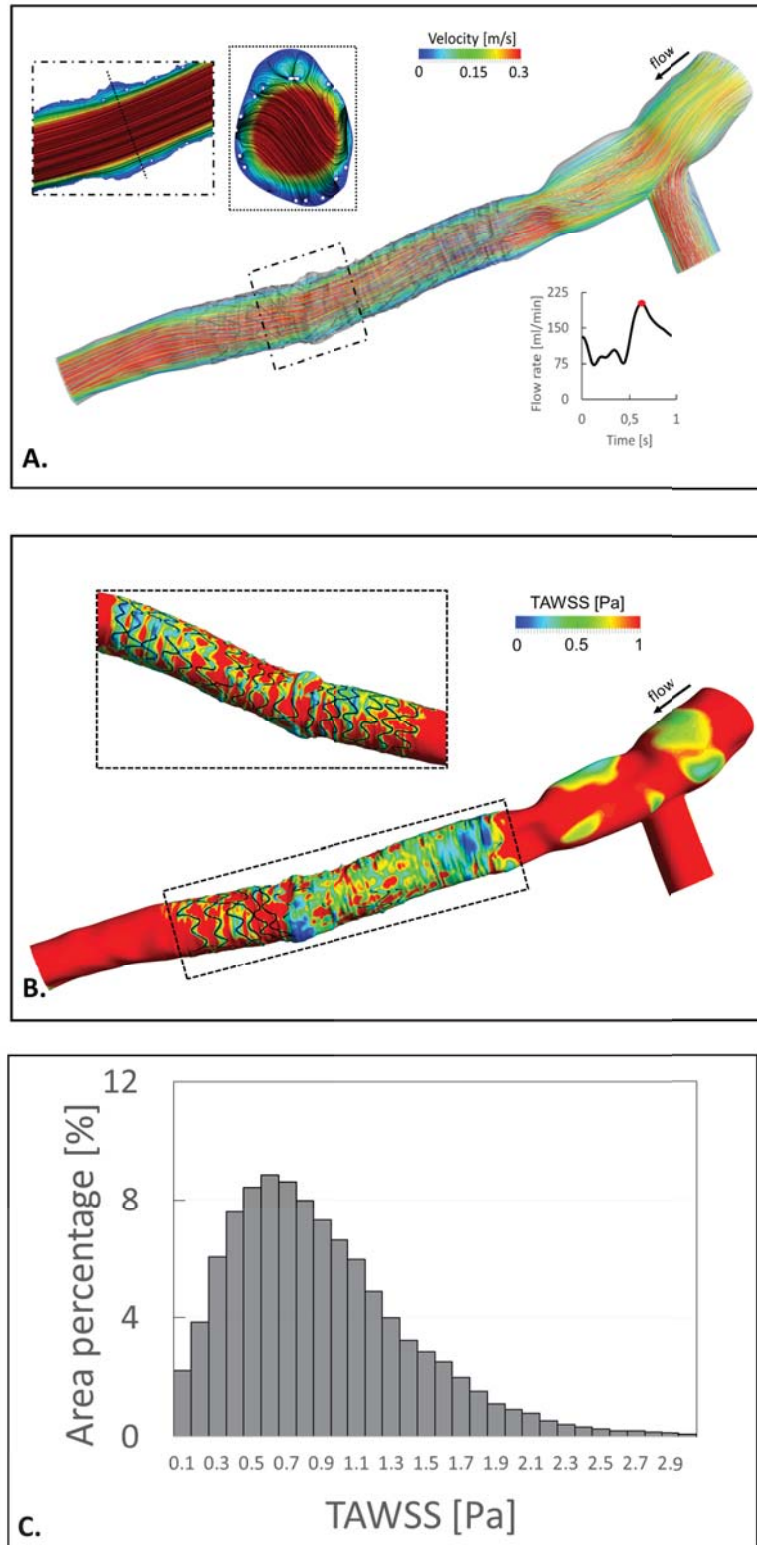 Velocity [m/s]
0 0.15 0.3
flow
Flow rate [ml/min]
225
150
75
0
0 0,5 1
Time [s]
A.
TAWSS [Pa]
0 0.5 1
flow
B.
Area percentage [%]
12
8
4
0
0.1 0.3 0.5 0.7 0.9 1.1 1.3 1.5 1.7 1.9 2.1 2.3 2.5 2.7 2.9
TAWSS [Pa]
C.